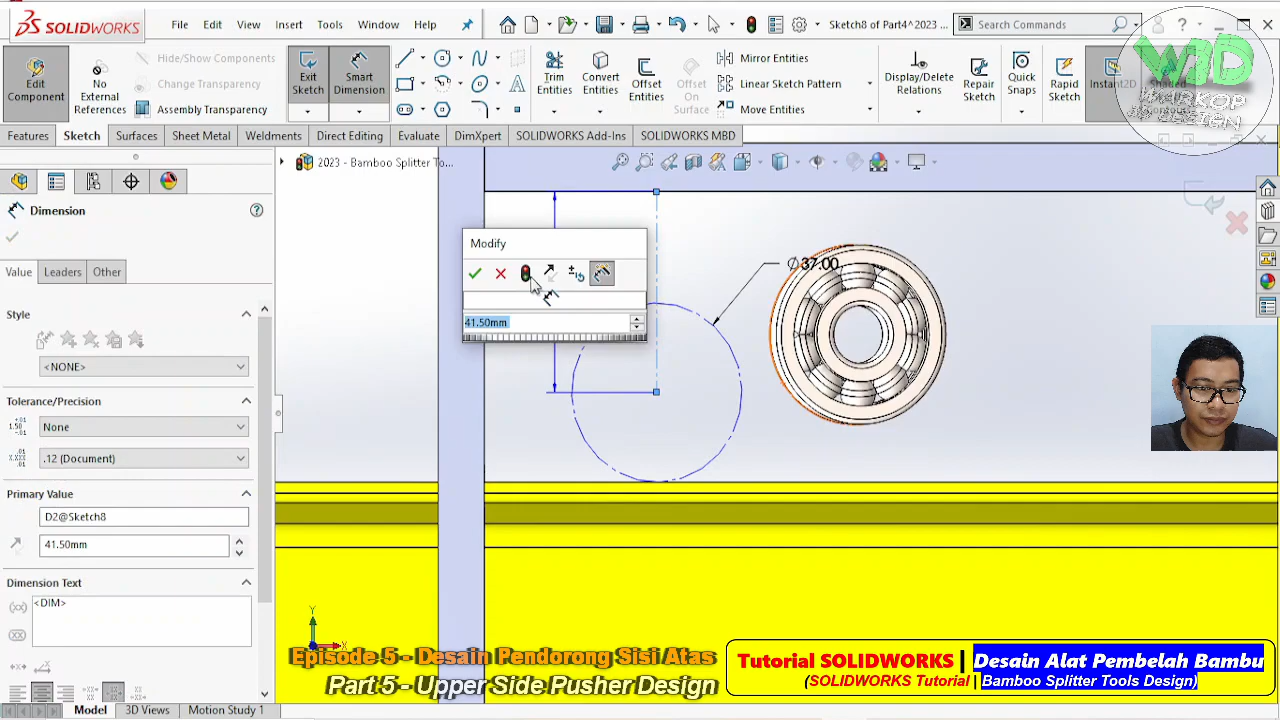 SOLIDWORKS
File
Edit
View
Insert
Tools
Window
Help
Sketch8 of Part4^2023 ...
Search Commands
Edit Component
No External References
Hide/Show Components
Change Transparency
Assembly Transparency
Exit Sketch
Smart Dimension
Trim Entities
Convert Entities
Offset Entities
Offset On Surface
Mirror Entities
Linear Sketch Pattern
Move Entities
Display/Delete Relations
Repair Sketch
Quick Snaps
Rapid Sketch
Instant2D
Features
Sketch
Surfaces
Sheet Metal
Weldments
Direct Editing
Evaluate
DimXpert
SOLIDWORKS Add-Ins
SOLIDWORKS MBD
2023 - Bamboo Splitter To...
Dimension
Value
Leaders
Other
Style
<NONE>
Tolerance/Precision
None
.12 (Document)
Primary Value
D2@Sketch8
41.50mm
Dimension Text
<DIM>
Modify
41.50mm
∅37.00
Y
X
Episode 5 - Desain Pendorong Sisi Atas
Part 5 - Upper Side Pusher Design
Tutorial SOLIDWORKS | Desain Alat Pembelah Bambu
(SOLIDWORKS Tutorial | Bamboo Splitter Tools Design)
Model
3D Views
Motion Study 1